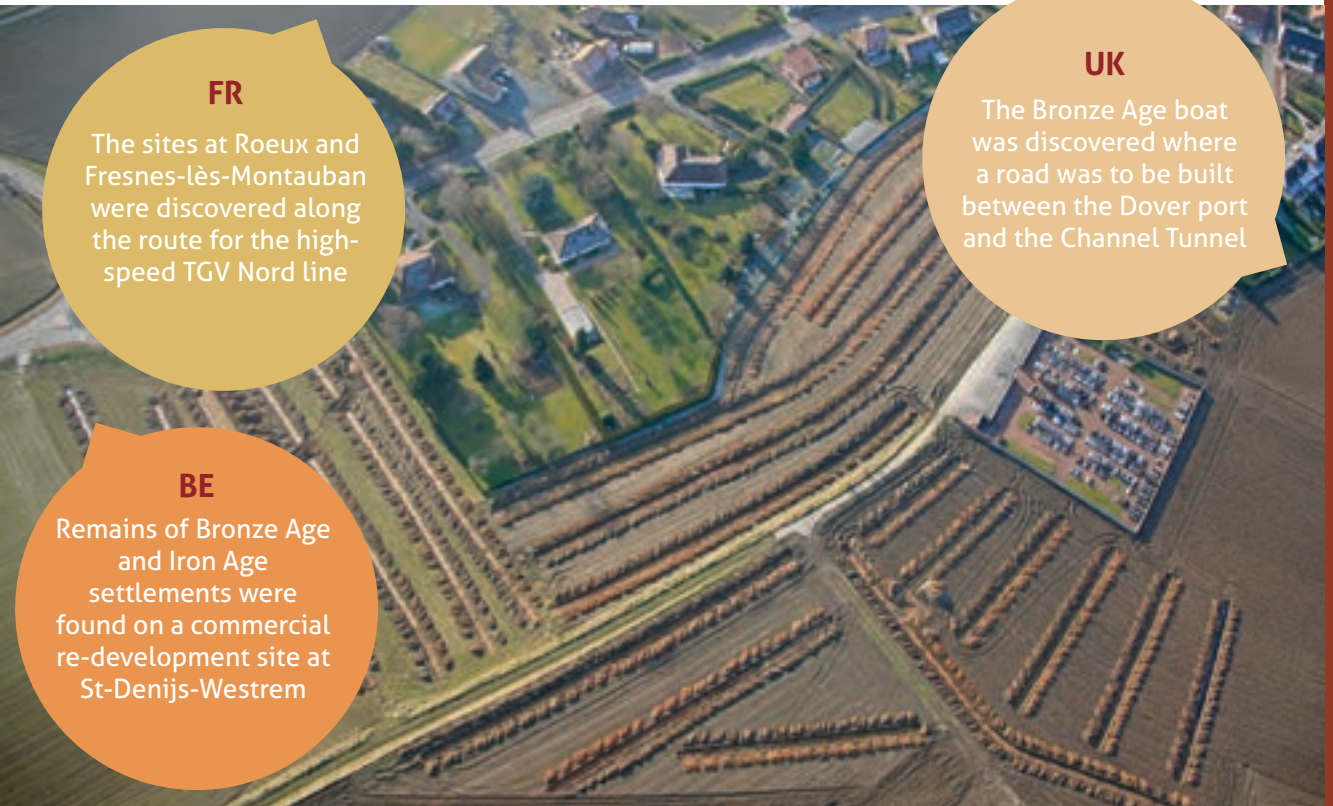 FR
The sites at Roeux and
Fresnes-lès-Montauban
were discovered along
the route for the high-
speed TGV Nord line
UK
The Bronze Age boat
was discovered where
a road was to be built
between the Dover port
and the Channel Tunnel
BE
Remains of Bronze Age
and Iron Age
settlements were
found on a commercial
re-development site at
St-Denijs-Westrem